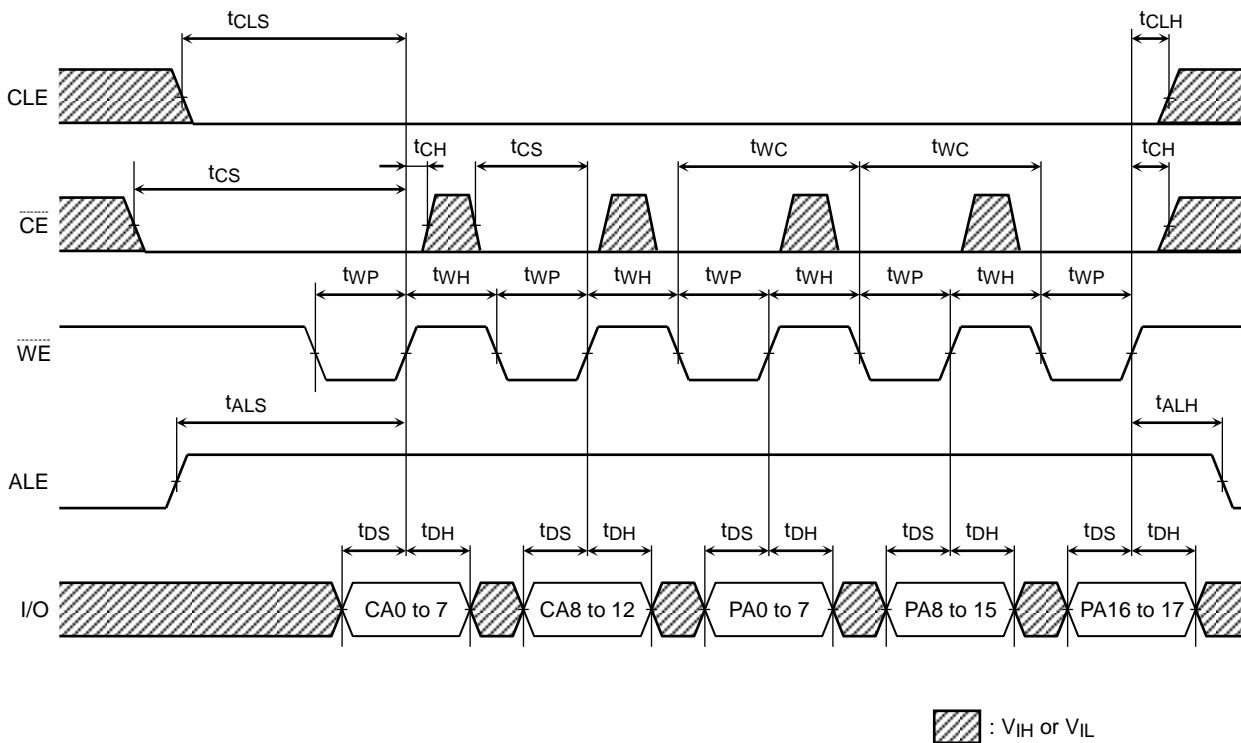 tCLS tCLH
CLE
tCH tCS tWC tWC tCH
tCS
CE
tWP tWH tWP tWH tWP tWH tWP tWH tWP
WE
tALS tALH
ALE
tDS tDH tDS tDH tDS tDH tDS tDH tDS tDH
I/O CA0 to 7 CA8 to 12 PA0 to 7 PA8 to 15 PA16 to 17
: VIH or VIL